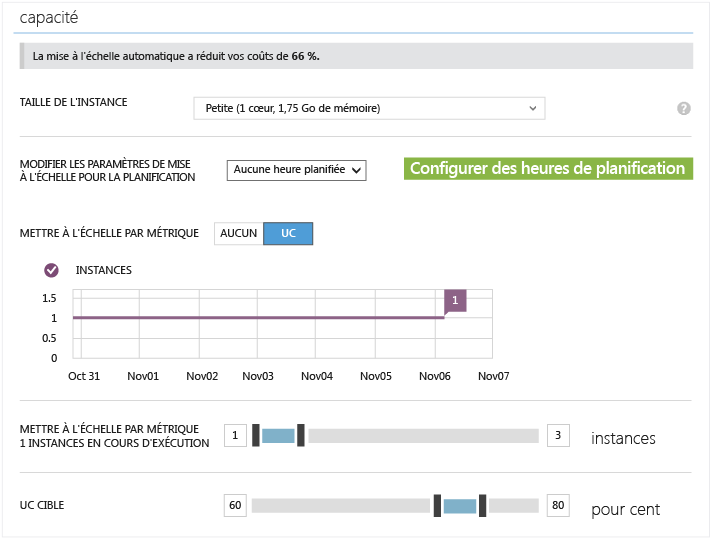 capacité
La mise à l'échelle automatique a réduit vos coûts de 66 %.
TAILLE DE L'INSTANCE
Petite (1 cœur, 1,75 Go de mémoire)
?
MODIFIER LES PARAMÈTRES DE MISE
À L'ÉCHELLE POUR LA PLANIFICATION
Aucune heure planifiée
Configurer des heures de planification
METTRE À L'ÉCHELLE PAR MÉTRIQUE
AUCUN
UC
INSTANCES
1.5
1
0.5
0
1
Oct 31
Nov01
Nov02
Nov03
Nov04
Nov05
Nov06
Nov07
METTRE À L'ÉCHELLE PAR MÉTRIQUE
1 INSTANCES EN COURS D'EXÉCUTION
1
3
instances
UC CIBLE
60
80
pour cent